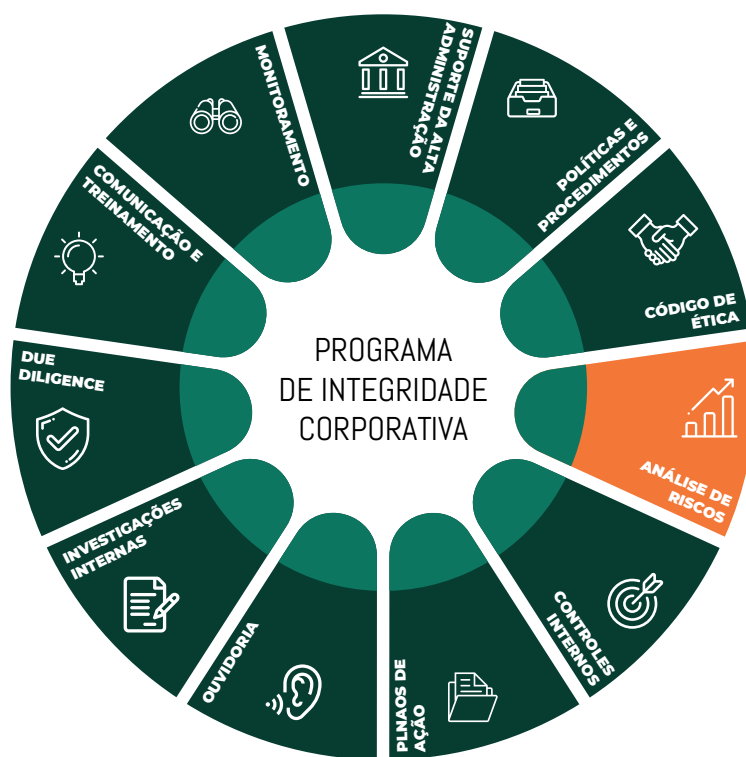 PROGRAMA
DE INTEGRIDADE
CORPORATIVA
SUPORTE DA ALTA
ADMINISTRAÇÃO
POLÍTICAS E
PROCEDIMENTOS
CÓDIGO DE
ÉTICA
ANÁLISE DE
RISCOS
CONTROLES
INTERNOS
PLNAOS DE
AÇÃO
OUVIDORIA
INVESTIGAÇÕES
INTERNAS
DUE
DILIGENCE
COMUNICAÇÃO E
TREINAMENTO
MONITORAMENTO